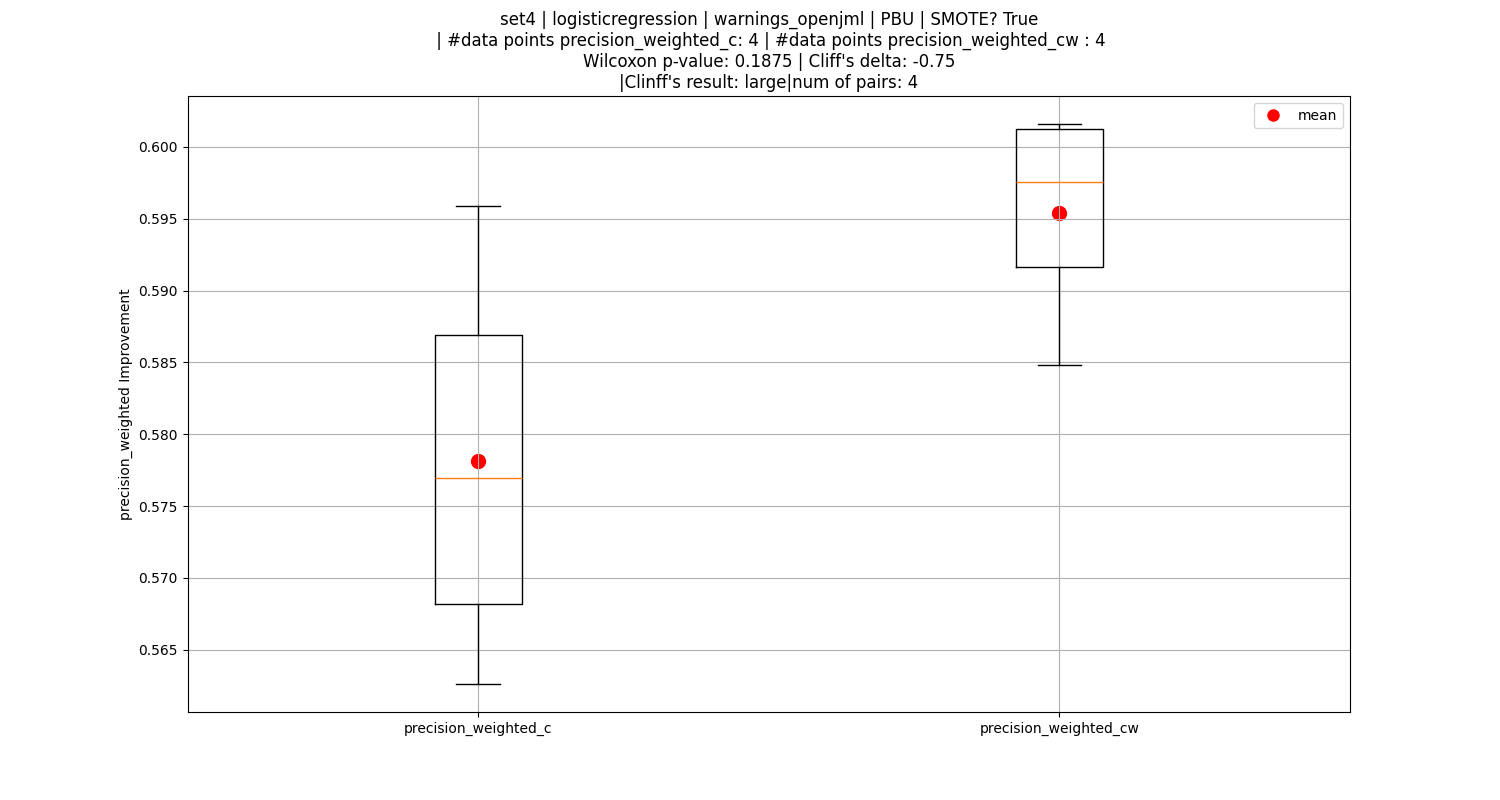 set4 | logisticregression | warnings_openjml | PBU | SMOTE? True
| #data points precision_weighted_c: 4 | #data points precision_weighted_cw : 4
Wilcoxon p-value: 0.1875 | Cliff's delta: -0.75
|Clinff's result: large|num of pairs: 4
mean
precision_weighted Improvement
0.600
0.595
0.590
0.585
0.580
0.575
0.570
0.565
precision_weighted_c
precision_weighted_cw